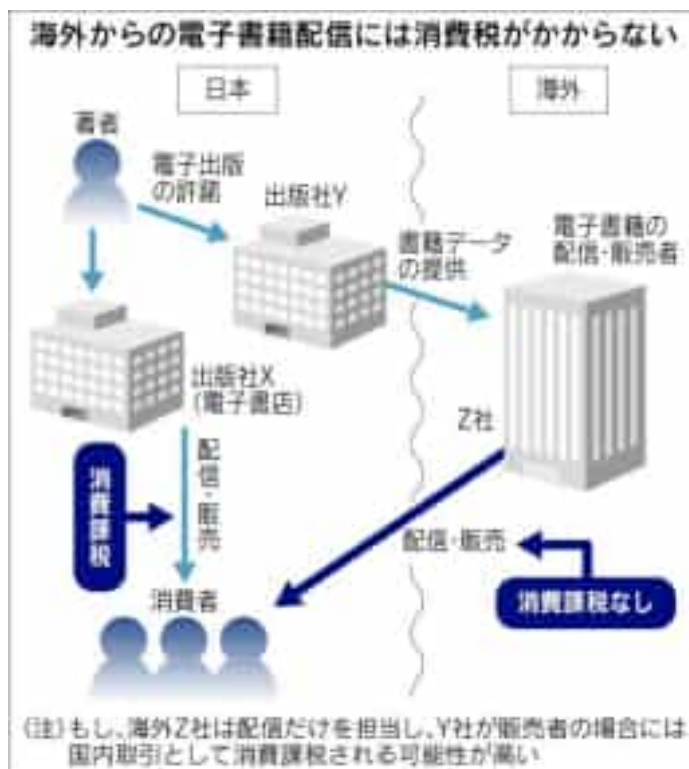 海外からの電子書籍配信には消費税がかからない
日本
海外
著者
電子出版
の許諾
出版社Y
書籍データ
の提供
電子書籍の
配信・販売者
出版社X
(電子書店)
Z社
消費課税
配信・販売
配信・販売
消費課税なし
消費者
(注)もし、海外Z社は配信だけを担当し、Y社が販売者の場合には
国内取引として消費課税される可能性が高い